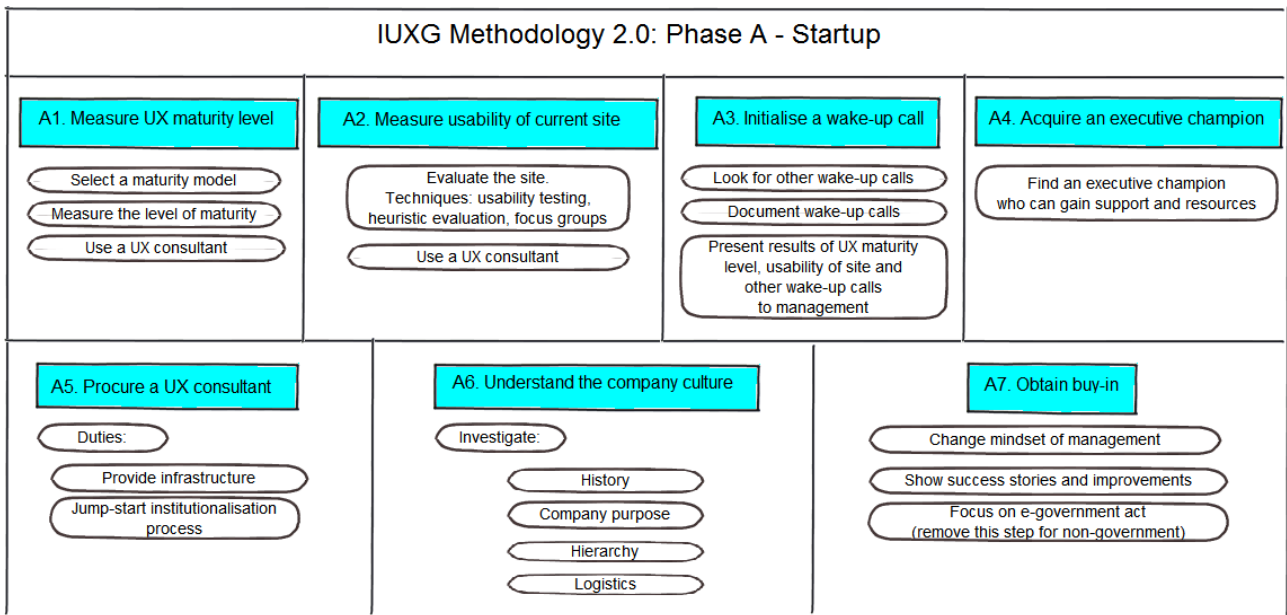 IUXG Methodology 2.0: Phase A - Startup
A1. Measure UX maturity level
Select a maturity model
Measure the level of maturity
Use a UX consultant
A2. Measure usability of current site
Evaluate the site.
Techniques: usability testing,
heuristic evaluation, focus groups
Use a UX consultant
A3. Initialise a wake-up call
Look for other wake-up calls
Document wake-up calls
Present results of UX maturity
level, usability of site and
other wake-up calls
to management
A4. Acquire an executive champion
Find an executive champion
who can gain support and resources
A5. Procure a UX consultant
Duties:
Provide infrastructure
Jump-start institutionalisation
process
A6. Understand the company culture
Investigate:
History
Company purpose
Hierarchy
Logistics
A7. Obtain buy-in
Change mindset of management
Show success stories and improvements
Focus on e-government act
(remove this step for non-government)